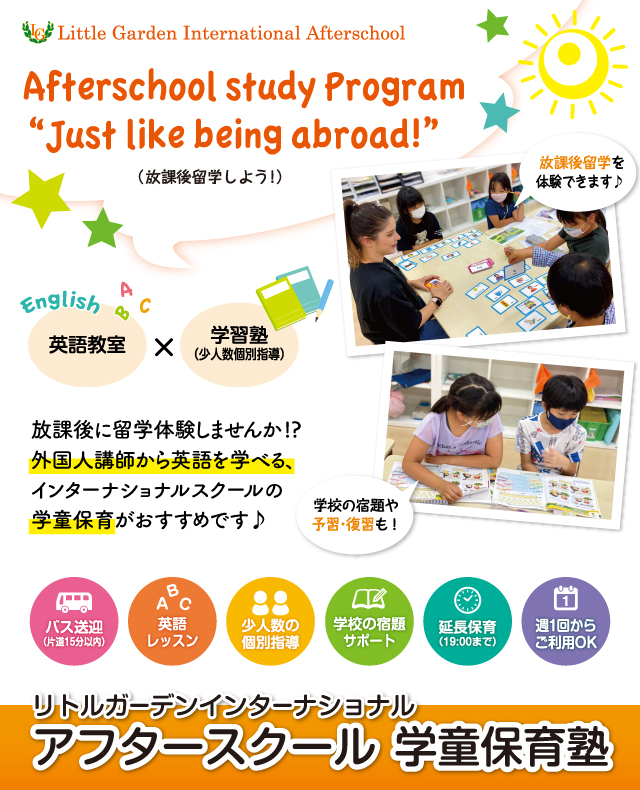 LG Little Garden International Afterschool
Afterschool study Program
“Just like being abroad!”
（放課後留学しよう！）
放課後留学を
体験できます♪
English A B C
英語教室
×
学習塾
（少人数個別指導）
放課後に留学体験しませんか!?
外国人講師から英語を学べる、
インターナショナルスクールの
学童保育がおすすめです♪
学校の宿題や
予習・復習も！
バス送迎
（片道15分以内）
A B C
英語
レッスン
少人数の
個別指導
学校の宿題
サポート
延長保育
（19:00まで）
1
週1回から
ご利用OK
リトルガーデンインターナショナル
アフタースクール 学童保育塾